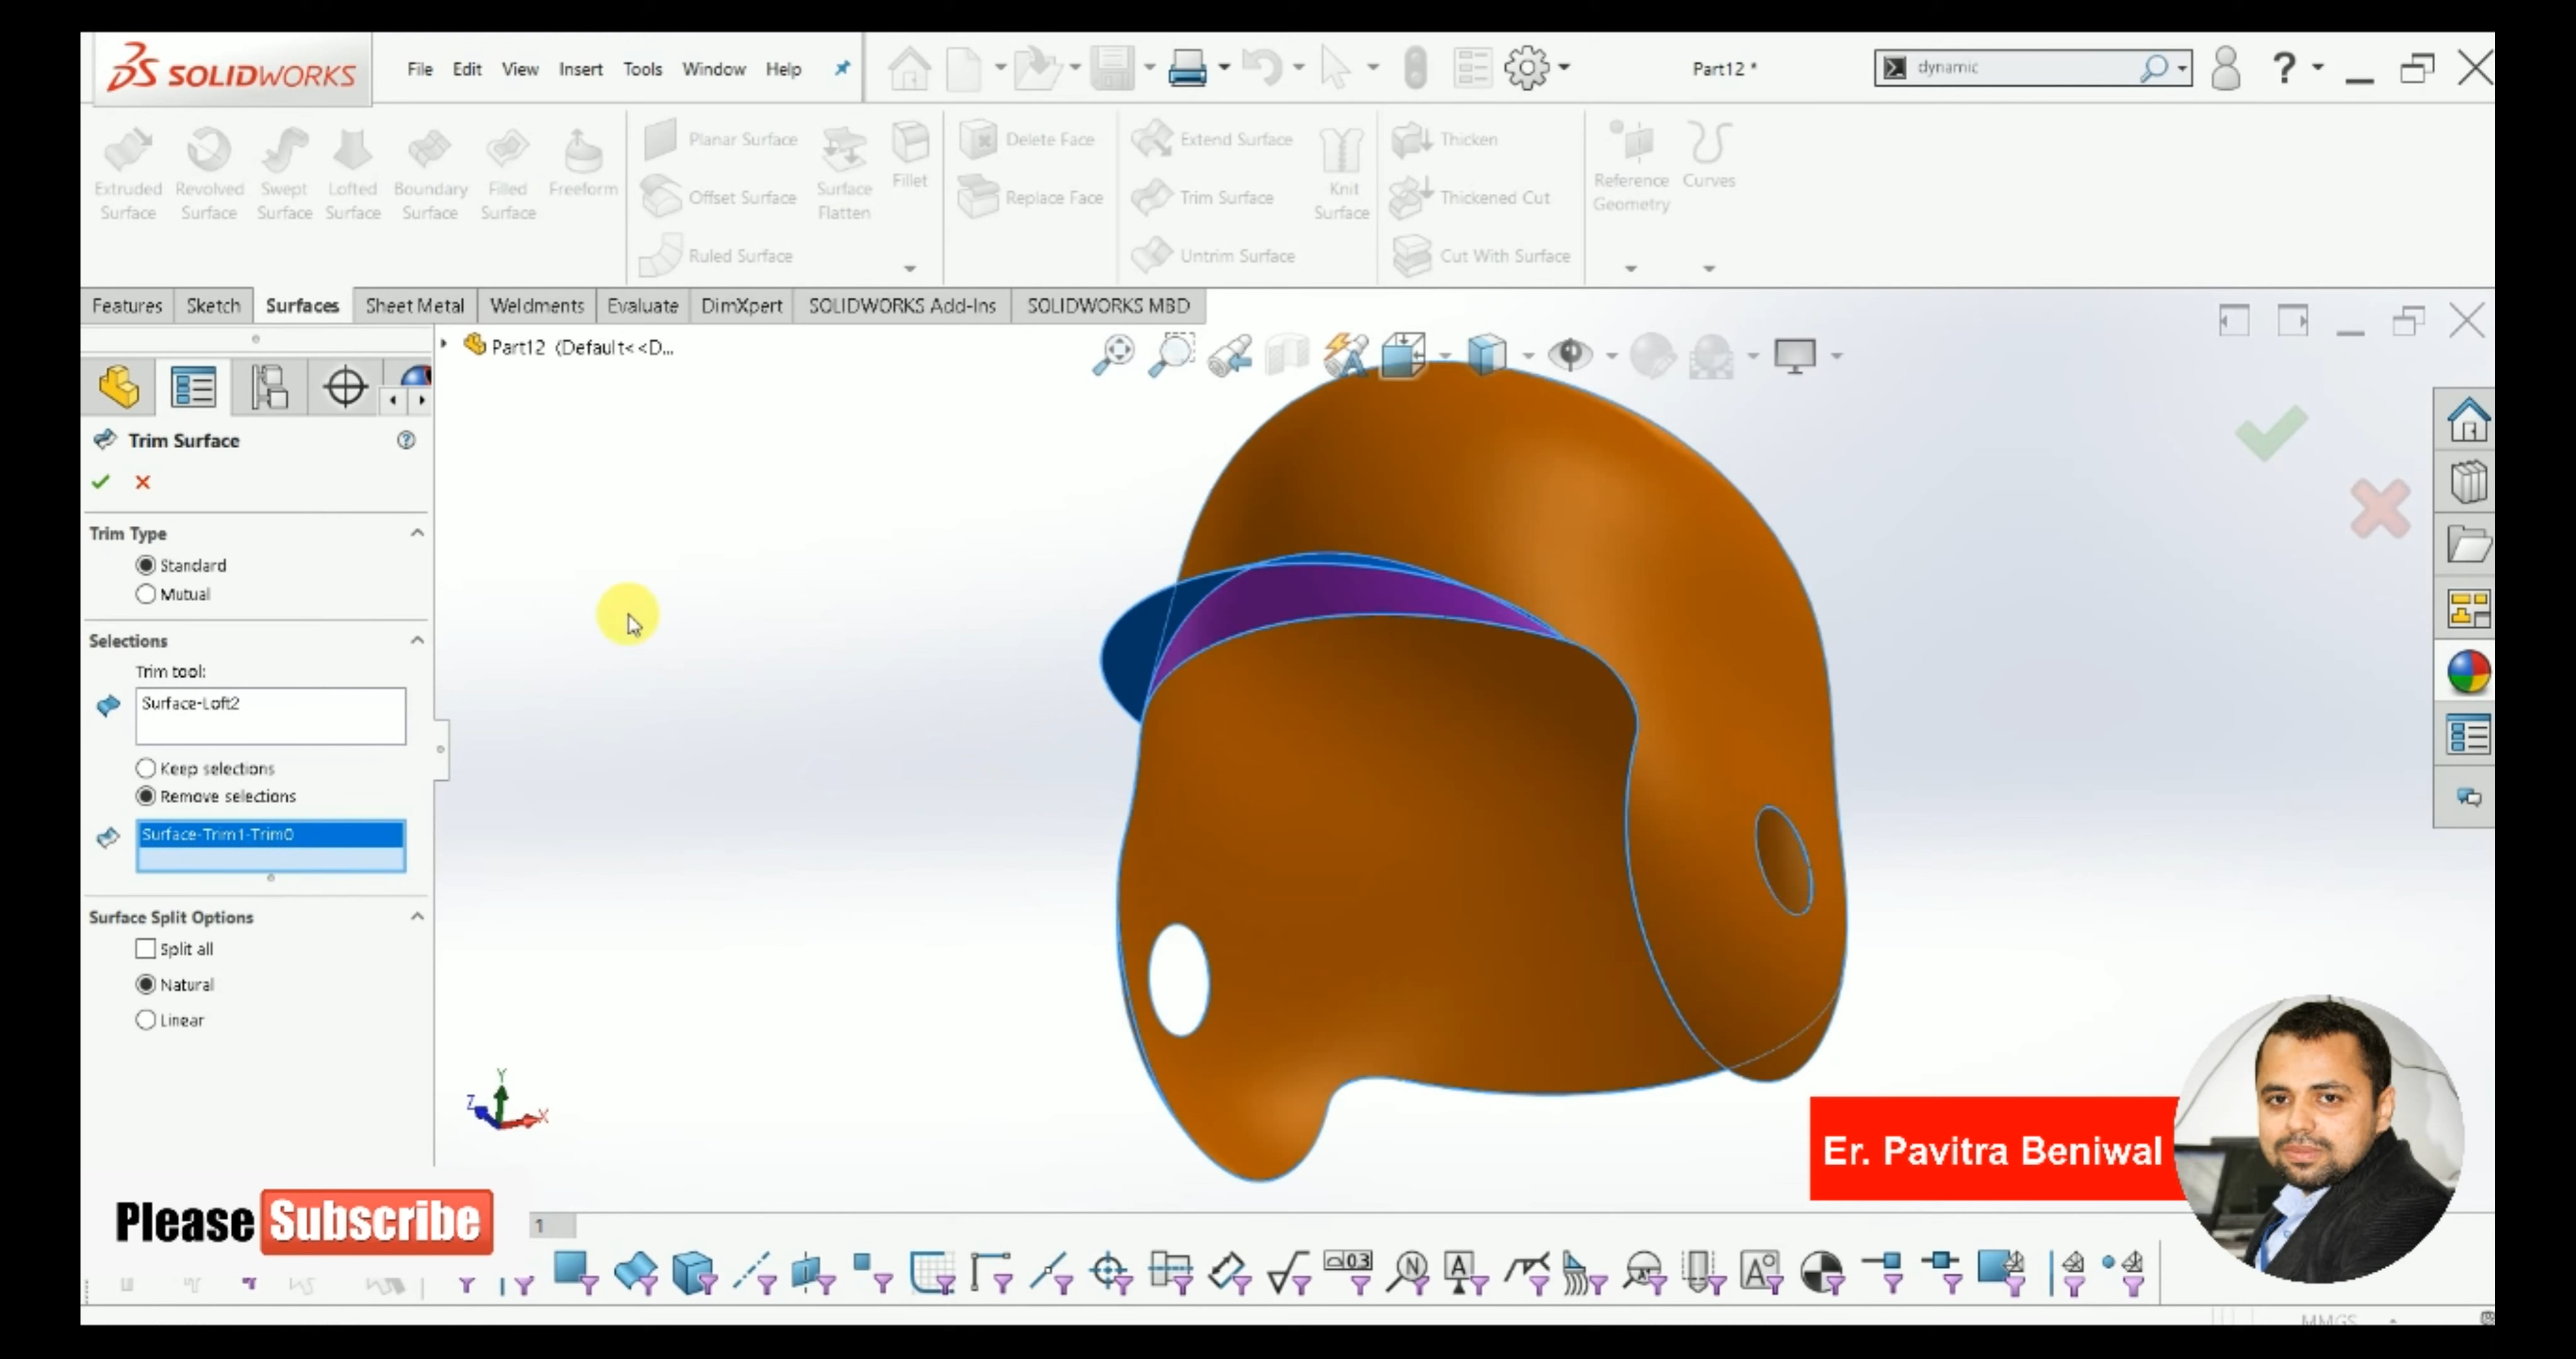 SOLIDWORKS File Edit View Insert Tools Window Help Part12 * dynamic ?
Extruded Surface
Revolved Surface
Swept Surface
Lofted Surface
Boundary Surface
Filled Surface
Freeform
Planar Surface
Offset Surface
Ruled Surface
Surface Flatten
Fillet
Delete Face
Replace Face
Extend Surface
Trim Surface
Untrim Surface
Knit Surface
Thicken
Thickened Cut
Cut With Surface
Reference Geometry
Curves
Features Sketch Surfaces Sheet Metal Weldments Evaluate DimXpert SOLIDWORKS Add-Ins SOLIDWORKS MBD
Part12 (Default<<D...
Trim Surface
Trim Type
Standard
Mutual
Selections
Trim tool:
Surface-Loft2
Keep selections
Remove selections
Surface-Trim1-Trim0
Surface Split Options
Split all
Natural
Linear
Y
Z
X
Er. Pavitra Beniwal
Please Subscribe
1
MMGS